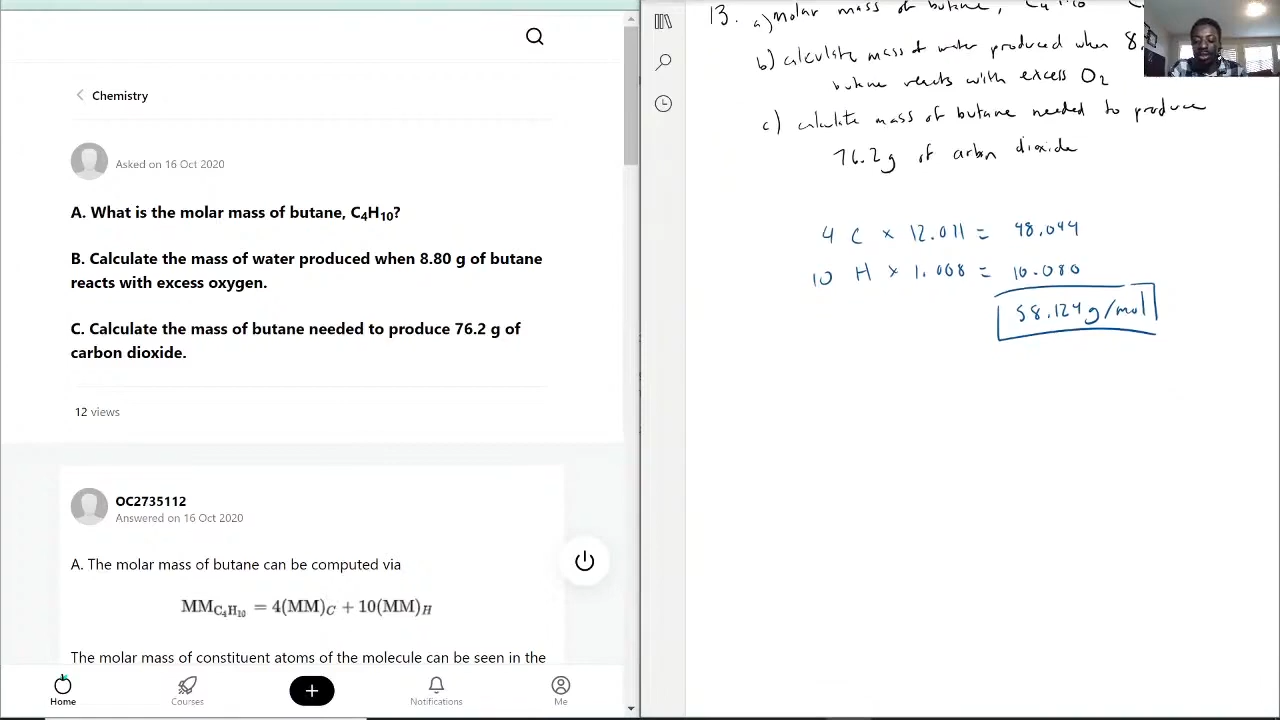 Chemistry
Asked on 16 Oct 2020
A. What is the molar mass of butane, C₄H₁₀?
B. Calculate the mass of water produced when 8.80 g of butane
reacts with excess oxygen.
C. Calculate the mass of butane needed to produce 76.2 g of
carbon dioxide.
12 views
OC2735112
Answered on 16 Oct 2020
A. The molar mass of butane can be computed via
MM_C₄H₁₀ = 4(MM)_C + 10(MM)_H
The molar mass of constituent atoms of the molecule can be seen in the
Home
Courses
+
Notifications
Me
13. a) Molar mass of butane, C₄H₁₀
b) calculate mass of water produced when 8.
butane reacts with excess O₂
c) calculate mass of butane needed to produce
76.2g of carbon dioxide
4 C × 12.011 = 48.044
10 H × 1.008 = 10.080
58.124 g/mol